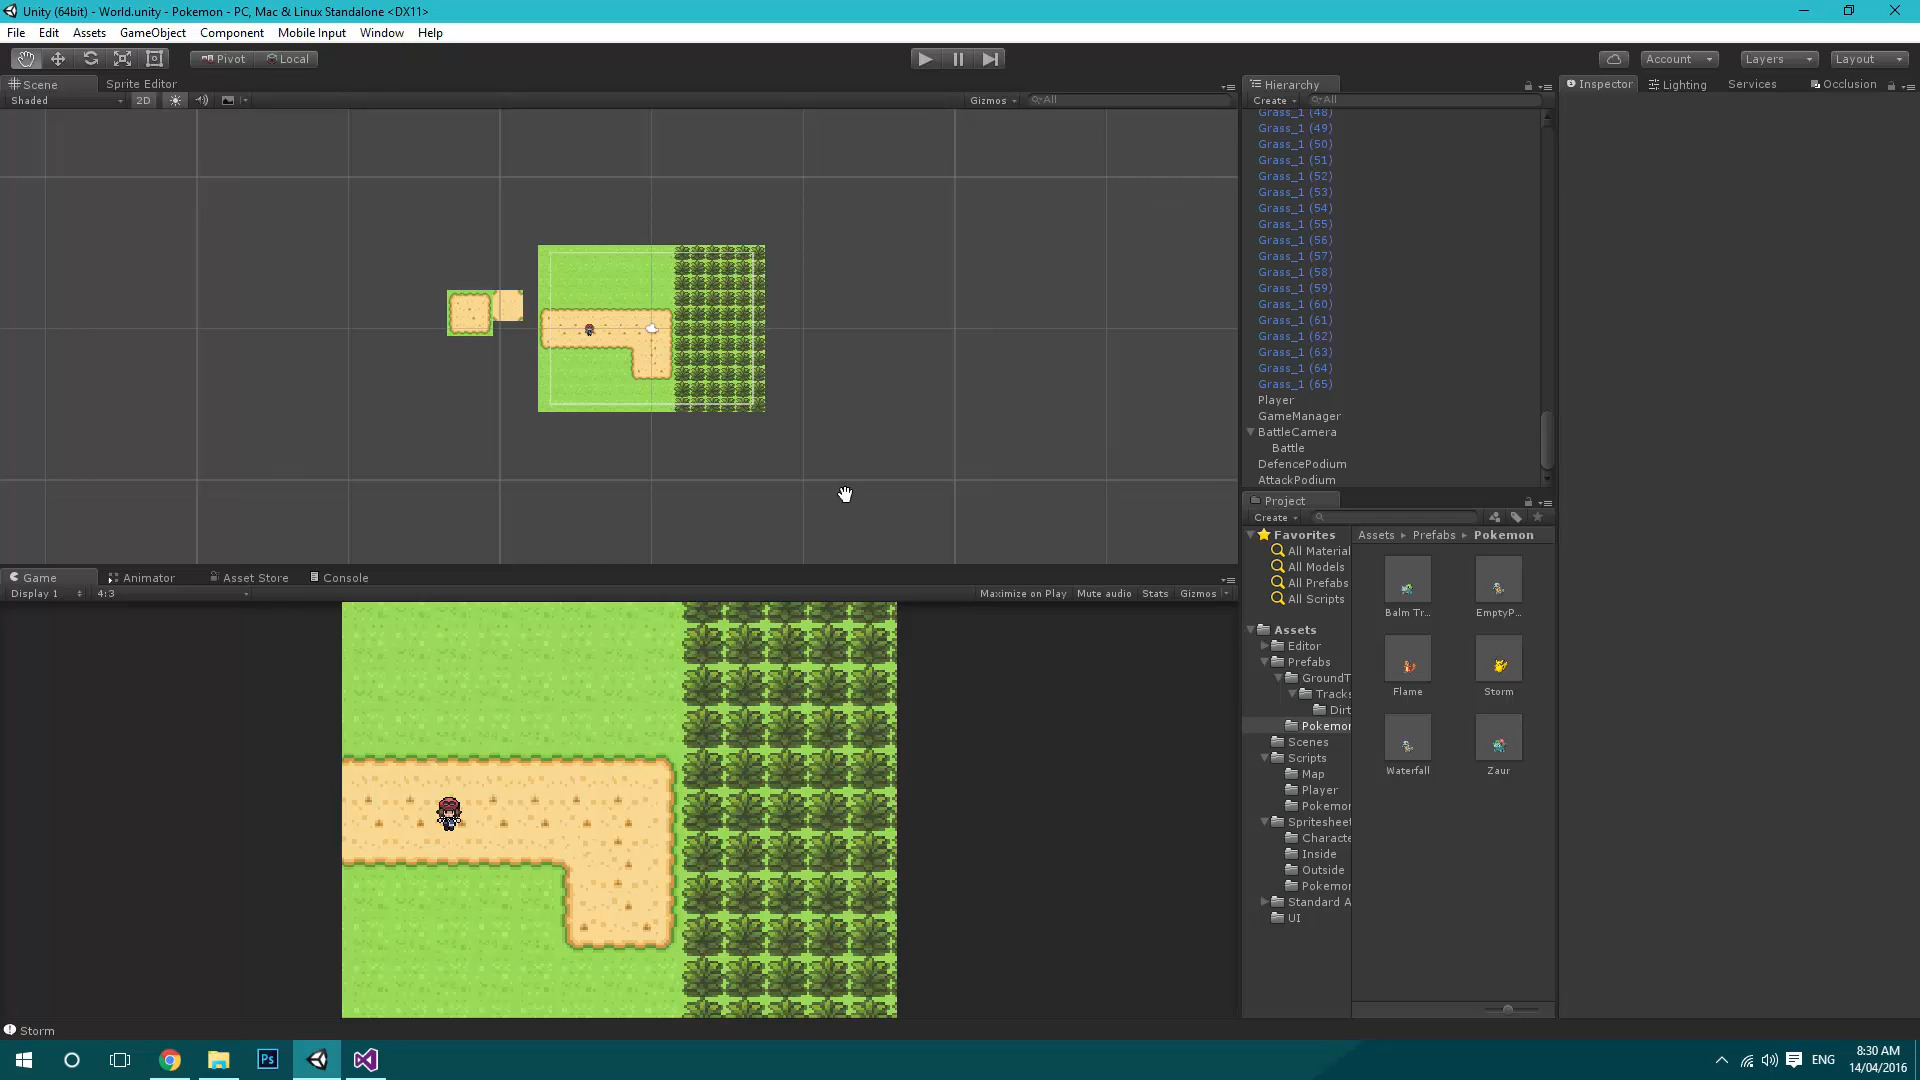 Unity (64bit) - World.unity - Pokemon - PC, Mac & Linux Standalone <DX11>
File Edit Assets GameObject Component Mobile Input Window Help
Pivot Local Account Layers Layout
Scene Sprite Editor
Shaded 2D Gizmos All
Hierarchy
Create All
Grass_1 (48)
Grass_1 (49)
Grass_1 (50)
Grass_1 (51)
Grass_1 (52)
Grass_1 (53)
Grass_1 (54)
Grass_1 (55)
Grass_1 (56)
Grass_1 (57)
Grass_1 (58)
Grass_1 (59)
Grass_1 (60)
Grass_1 (61)
Grass_1 (62)
Grass_1 (63)
Grass_1 (64)
Grass_1 (65)
Player
GameManager
BattleCamera
Battle
DefencePodium
AttackPodium
Inspector Lighting Services Occlusion
Project
Create
Favorites
All Material
All Models
All Prefabs
All Scripts
Assets
Editor
Prefabs
GroundT
Tracks
Dirt
Pokemon
Scenes
Scripts
Map
Player
Pokemon
Spritesheet
Characte
Inside
Outside
Pokemon
Standard A
UI
Assets ▸ Prefabs ▸ Pokemon
Balm Tr... EmptyP...
Flame Storm
Waterfall Zaur
Game Animator Asset Store Console
Display 1 4:3 Maximize on Play Mute audio Stats Gizmos
Storm
Ps
ENG
8:30 AM
14/04/2016